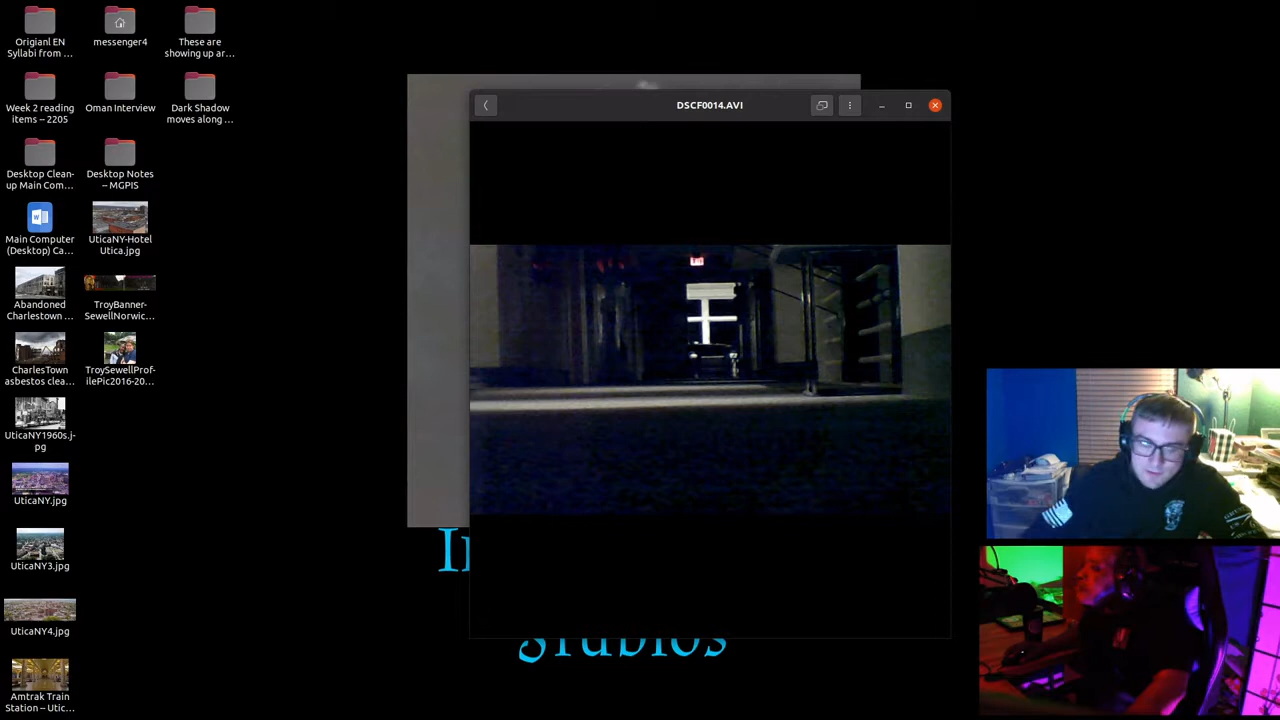 Origianl EN
Syllabi from ...
messenger4
These are
showing up ar...
Week 2 reading
items – 2205
Oman Interview
Dark Shadow
moves along ...
Desktop Clean-
up Main Com...
Desktop Notes
– MGPIS
Main Computer
(Desktop) Ca...
UticaNY-Hotel
Utica.jpg
Abandoned
Charlestown ...
TroyBanner-
SewellNorwic...
CharlesTown
asbestos clea...
TroySewellProf-
ilePic2016-20...
UticaNY1960s.j-
pg
UticaNY.jpg
UticaNY3.jpg
UticaNY4.jpg
Amtrak Train
Station – Utic...
DSCF0014.AVI
EXIT
In
Studios